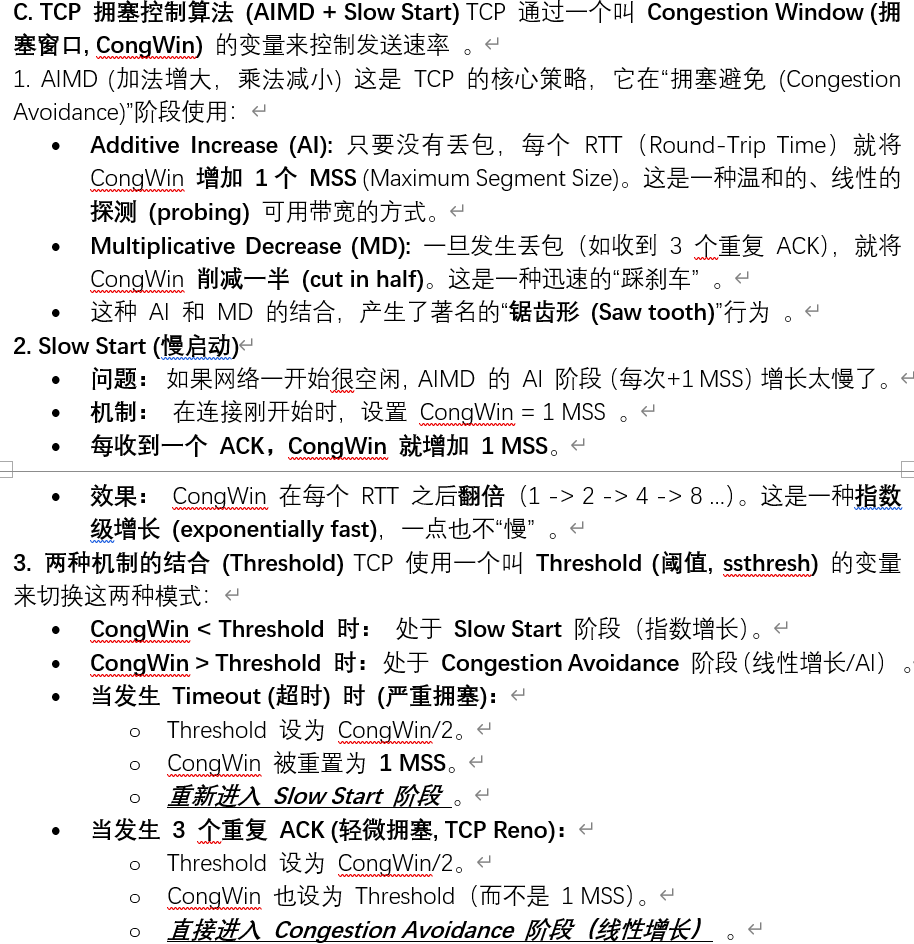 C. TCP 拥塞控制算法 (AIMD + Slow Start) TCP 通过一个叫 Congestion Window (拥
塞窗口, CongWin) 的变量来控制发送速率 。
1. AIMD (加法增大，乘法减小) 这是 TCP 的核心策略，它在“拥塞避免 (Congestion
Avoidance)”阶段使用：
• Additive Increase (AI): 只要没有丢包，每个 RTT（Round-Trip Time）就将
CongWin 增加 1 个 MSS (Maximum Segment Size)。这是一种温和的、线性的
探测 (probing) 可用带宽的方式。
• Multiplicative Decrease (MD): 一旦发生丢包（如收到 3 个重复 ACK），就将
CongWin 削减一半 (cut in half)。这是一种迅速的“踩刹车” 。
• 这种 AI 和 MD 的结合，产生了著名的“锯齿形 (Saw tooth)”行为 。
2. Slow Start (慢启动)
• 问题： 如果网络一开始很空闲, AIMD 的 AI 阶段 (每次+1 MSS) 增长太慢了。
• 机制： 在连接刚开始时，设置 CongWin = 1 MSS 。
• 每收到一个 ACK，CongWin 就增加 1 MSS。
• 效果： CongWin 在每个 RTT 之后翻倍（1 -> 2 -> 4 -> 8 ...）。这是一种指数
级增长 (exponentially fast)，一点也不“慢” 。
3. 两种机制的结合 (Threshold) TCP 使用一个叫 Threshold (阈值, ssthresh) 的变量
来切换这两种模式：
• CongWin < Threshold 时： 处于 Slow Start 阶段（指数增长）。
• CongWin > Threshold 时：处于 Congestion Avoidance 阶段 (线性增长/AI）。
• 当发生 Timeout (超时) 时 (严重拥塞)：
o Threshold 设为 CongWin/2。
o CongWin 被重置为 1 MSS。
o 重新进入 Slow Start 阶段 。
• 当发生 3 个重复 ACK (轻微拥塞, TCP Reno)：
o Threshold 设为 CongWin/2。
o CongWin 也设为 Threshold（而不是 1 MSS）。
o 直接进入 Congestion Avoidance 阶段（线性增长） 。